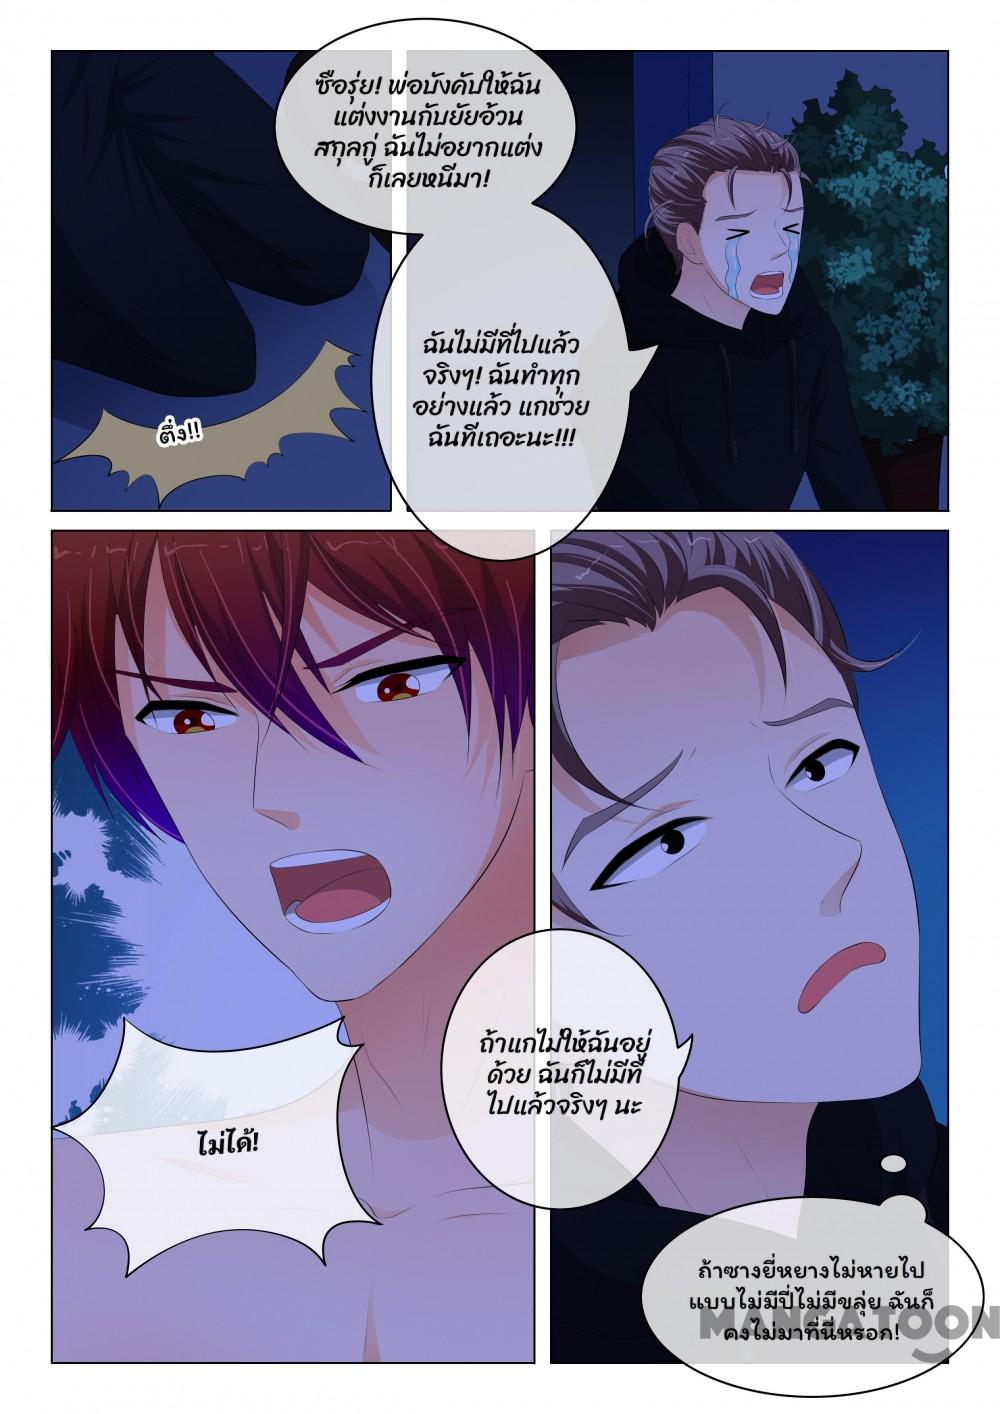 ซือรุ่ย! พ่อบังคับให้ฉัน
แต่งงานกับยัยอ้วน
สกุลกู่ ฉันไม่อยากแต่ง
ก็เลยหนีมา!
ฉันไม่มีที่ไปแล้ว
จริงๆ! ฉันทำทุก
อย่างแล้ว แกช่วย
ฉันทีเถอะนะ!!!
ตึ๋ง!!
ถ้าแกไม่ให้ฉันอยู่
ด้วย ฉันก็ไม่มีที่
ไปแล้วจริงๆ นะ
ไม่ได้!
ถ้าซางยี่หยางไม่หายไป
แบบไม่มีปี่ไม่มีขลุ่ย ฉันก็
คงไม่มาที่นี่หรอก!
MANGATOON